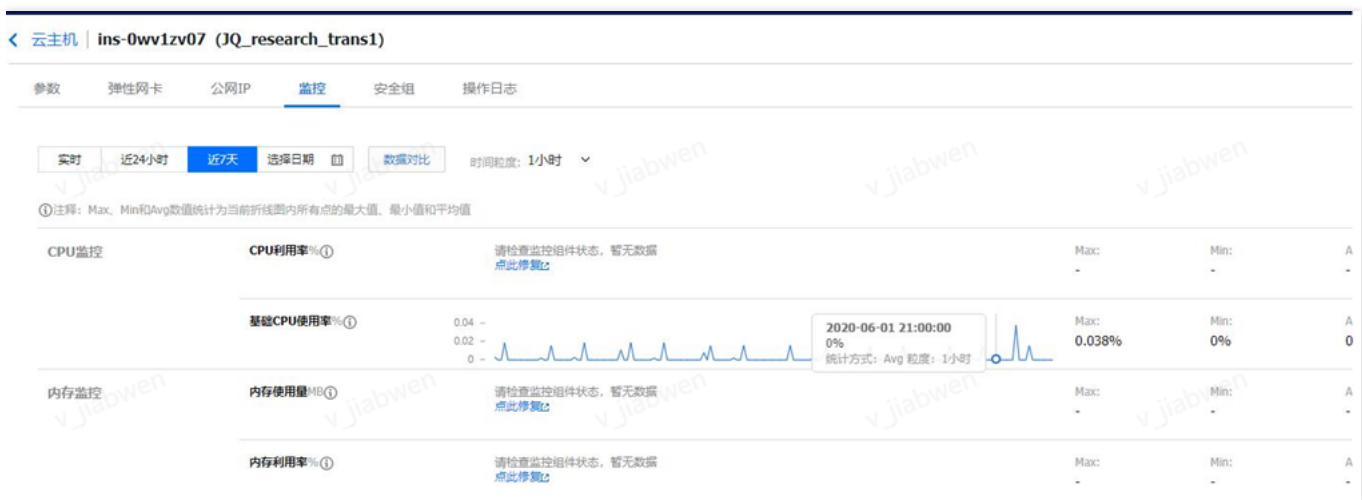 云主机 ins-0wv1zv07 (JQ_research_trans1)
参数 弹性网卡 公网IP 监控 安全组 操作日志
实时 近24小时 近7天 选择日期 数据对比 时间粒度: 1小时
注释: Max、Min和Avg数值统计为当前折线图内所有点的最大值、最小值和平均值
CPU监控 CPU利用率% 请检查监控组件状态, 暂无数据 Max: Min: A
点此修复 - - -
基础CPU使用率% 0.04 2020-06-01 21:00:00 Max: Min: A
0.02 0% 0.038% 0% 0
0 统计方式: Avg 粒度: 1小时
内存监控 内存使用量MB 请检查监控组件状态, 暂无数据 Max: Min: A
点此修复 - - -
内存利用率% 请检查监控组件状态, 暂无数据 Max: Min: A
点此修复 - - -
v_jiabwen
v_jiabwen
v_jiabwen
v_jiabwen
v_jiabwen
v_jiabwen
v_jiabwen
v_jiabwen
v_jiabwen